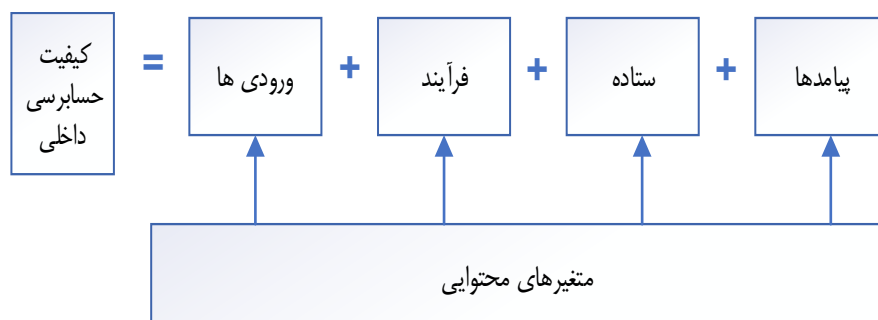 کیفیت
حسابرسی
داخلی
=
ورودی ها
+
فرآیند
+
ستاده
+
پیامدها
متغیرهای محتوایی